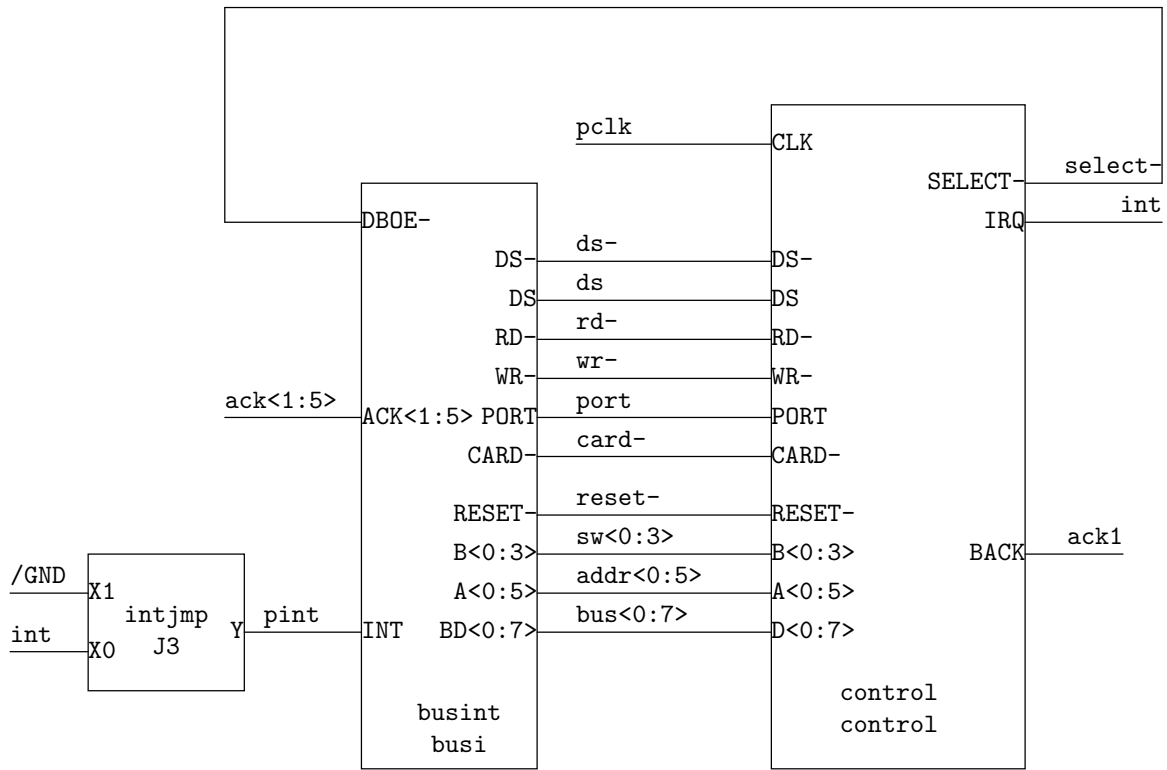 pclk
CLK
select-
SELECT-
int
DBOE-
IRQ
DS- ds- DS-
DS ds DS
RD- rd- RD-
WR- wr- WR-
ack<1:5> ACK<1:5> PORT port PORT
CARD- card- CARD-
RESET- reset- RESET-
B<0:3> sw<0:3> B<0:3> BACK ack1
/GND X1 A<0:5> addr<0:5> A<0:5>
intjmp pint
int X0 J3 Y INT BD<0:7> bus<0:7> D<0:7>
control
busint control
busi